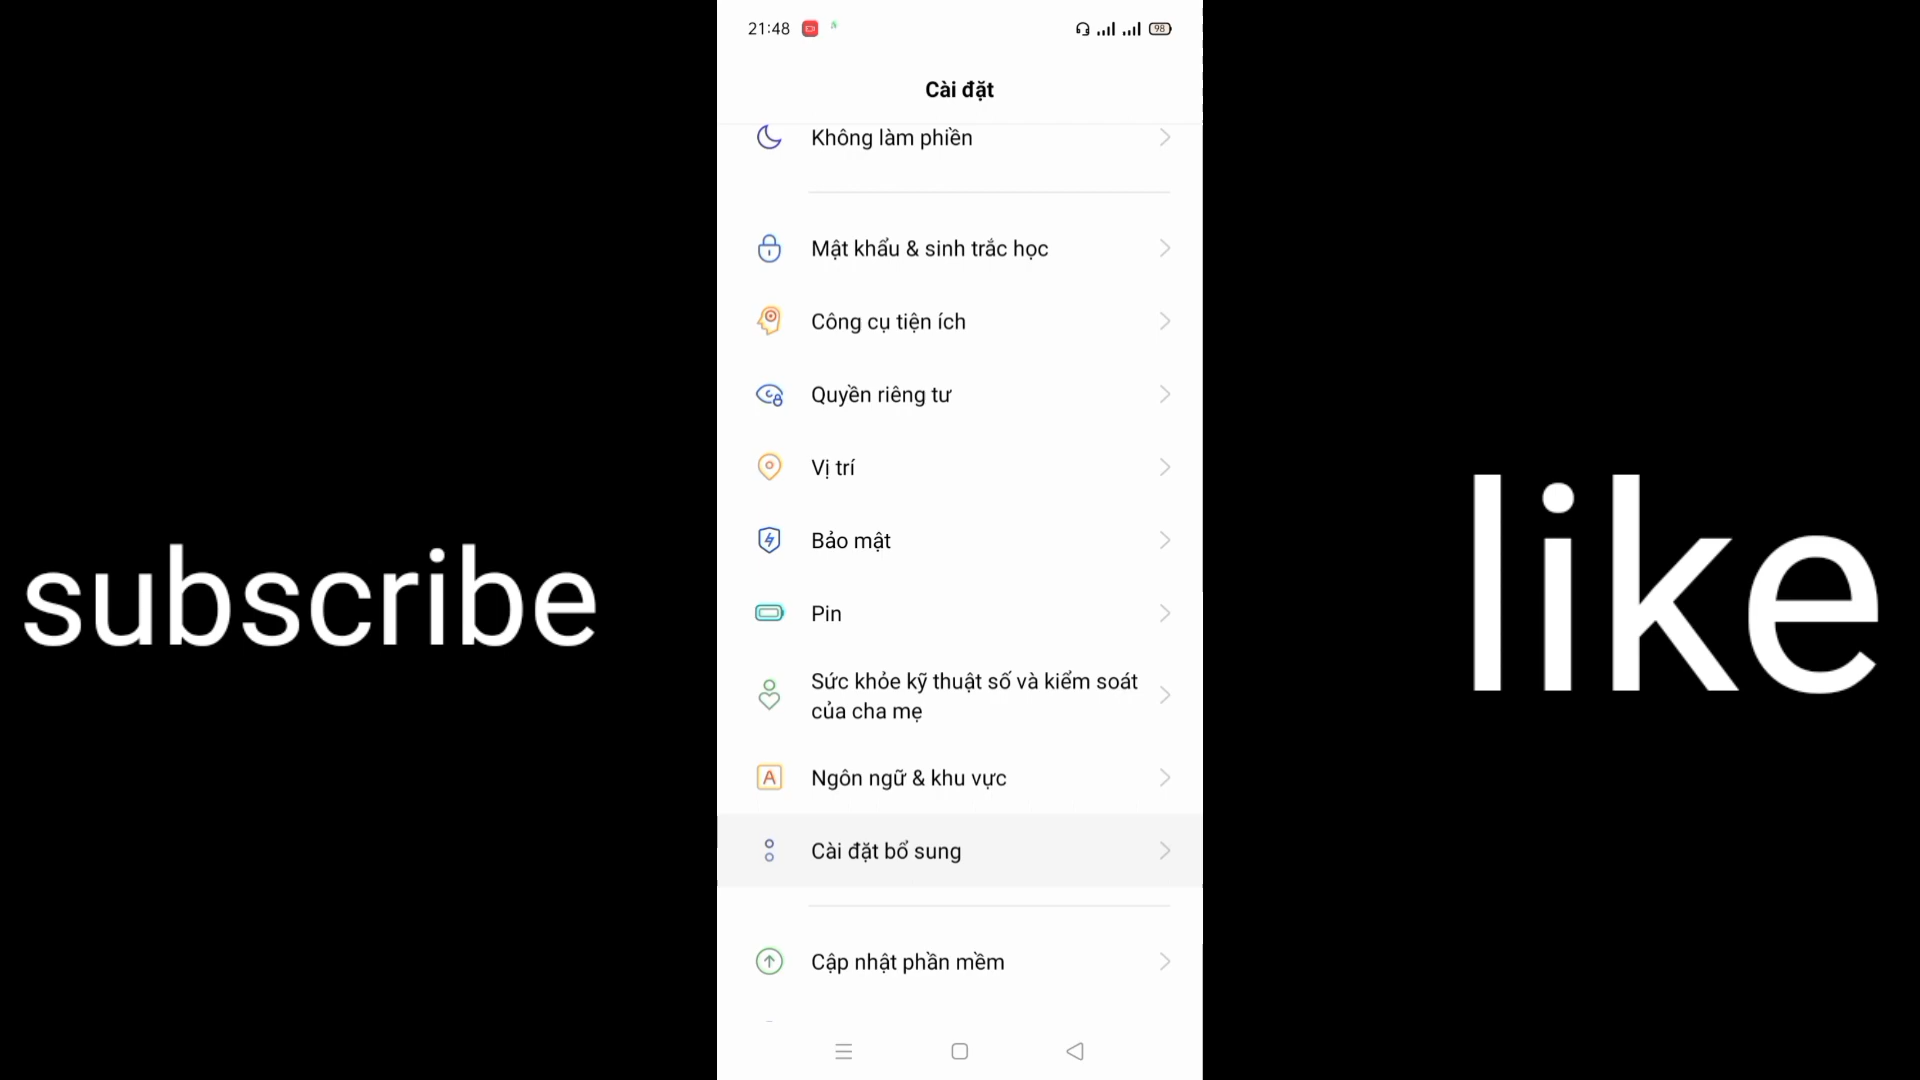 21:48
98
Cài đặt
Không làm phiền
Mật khẩu & sinh trắc học
Công cụ tiện ích
Quyền riêng tư
Vị trí
Bảo mật
Pin
Sức khỏe kỹ thuật số và kiểm soát
của cha mẹ
A
Ngôn ngữ & khu vực
Cài đặt bổ sung
Cập nhật phần mềm
subscribe
like